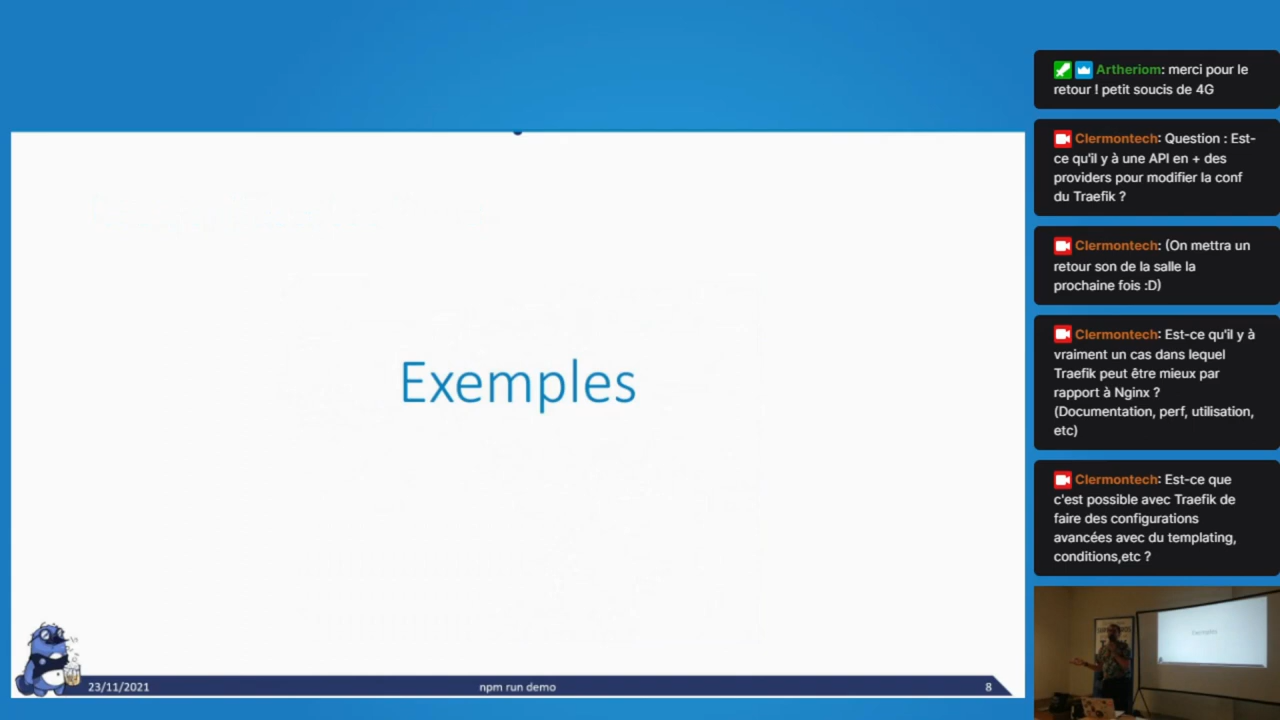 Exemples
23/11/2021
npm run demo
8
Artheriom: merci pour le
retour ! petit soucis de 4G
Clermontech: Question : Est-
ce qu'il y à une API en + des
providers pour modifier la conf
du Traefik ?
Clermontech: (On mettra un
retour son de la salle la
prochaine fois :D)
Clermontech: Est-ce qu'il y à
vraiment un cas dans lequel
Traefik peut être mieux par
rapport à Nginx ?
(Documentation, perf, utilisation,
etc)
Clermontech: Est-ce que
c'est possible avec Traefik de
faire des configurations
avancées avec du templating,
conditions,etc ?
Exemples